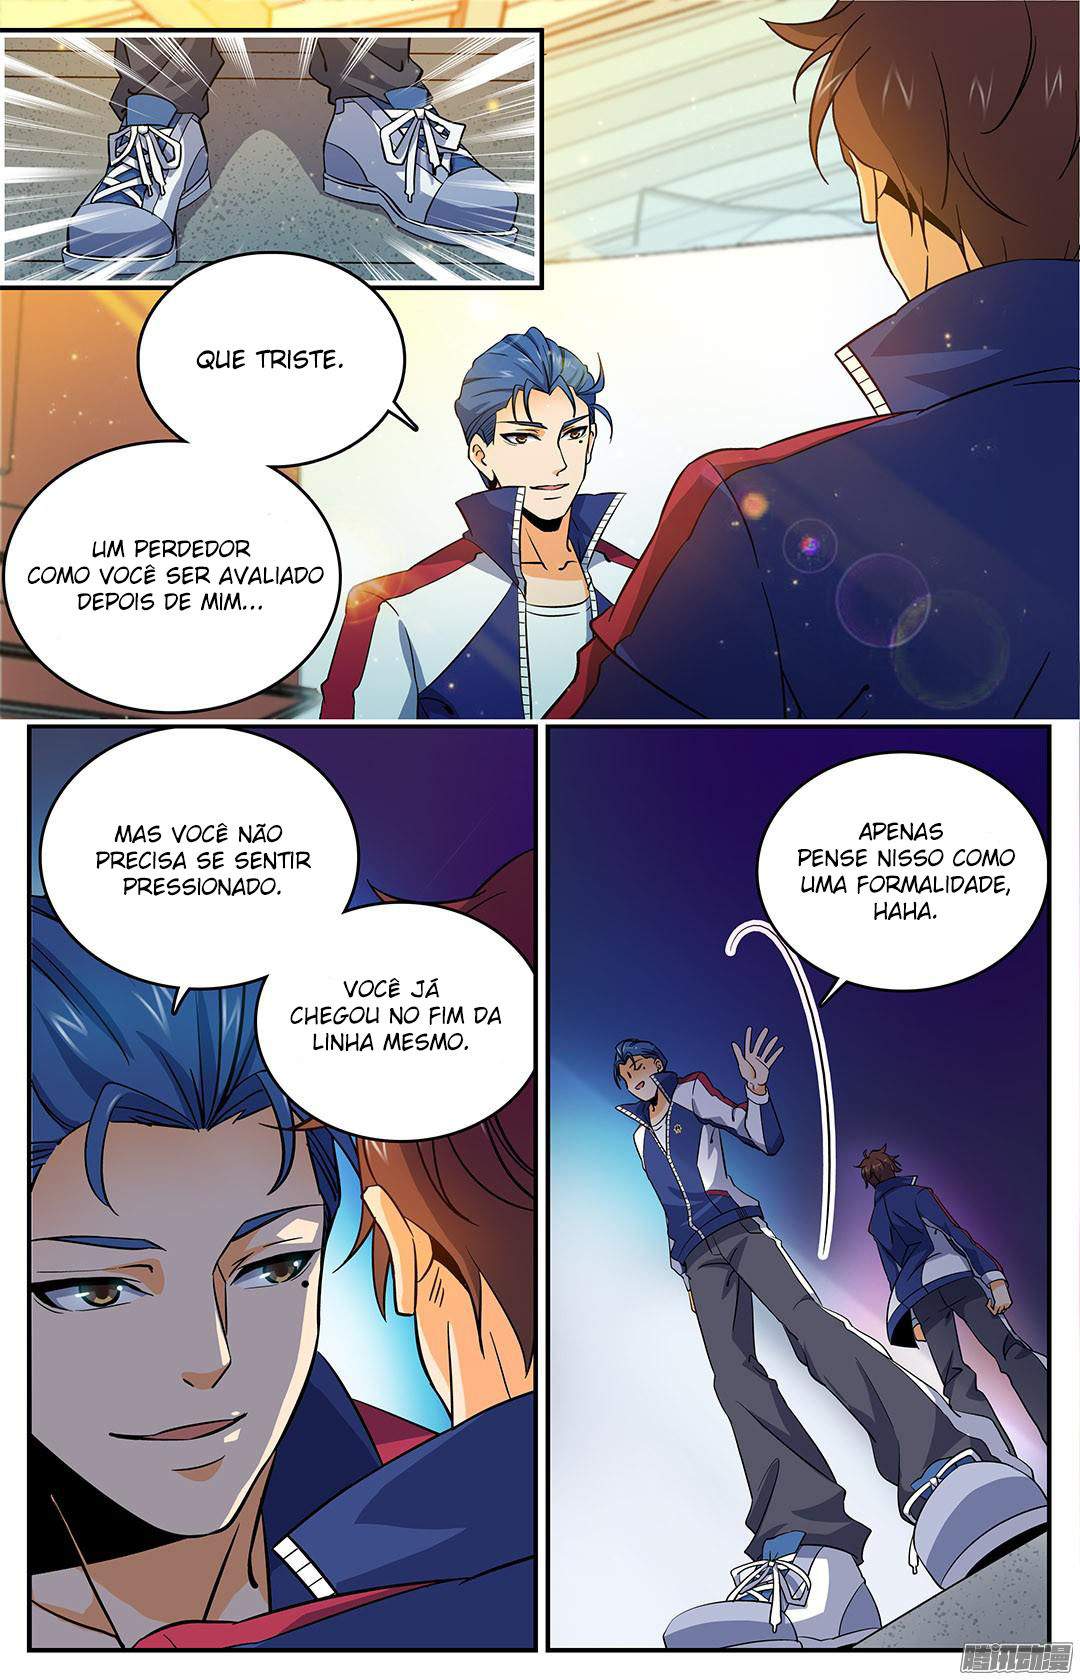 QUE TRISTE.
UM PERDEDOR
COMO VOCÊ SER AVALIADO
DEPOIS DE MIM...
MAS VOCÊ NÃO
PRECISA SE SENTIR
PRESSIONADO.
VOCÊ JÁ
CHEGOU NO FIM DA
LINHA MESMO.
APENAS
PENSE NISSO COMO
UMA FORMALIDADE,
HAHA.
腾讯动漫